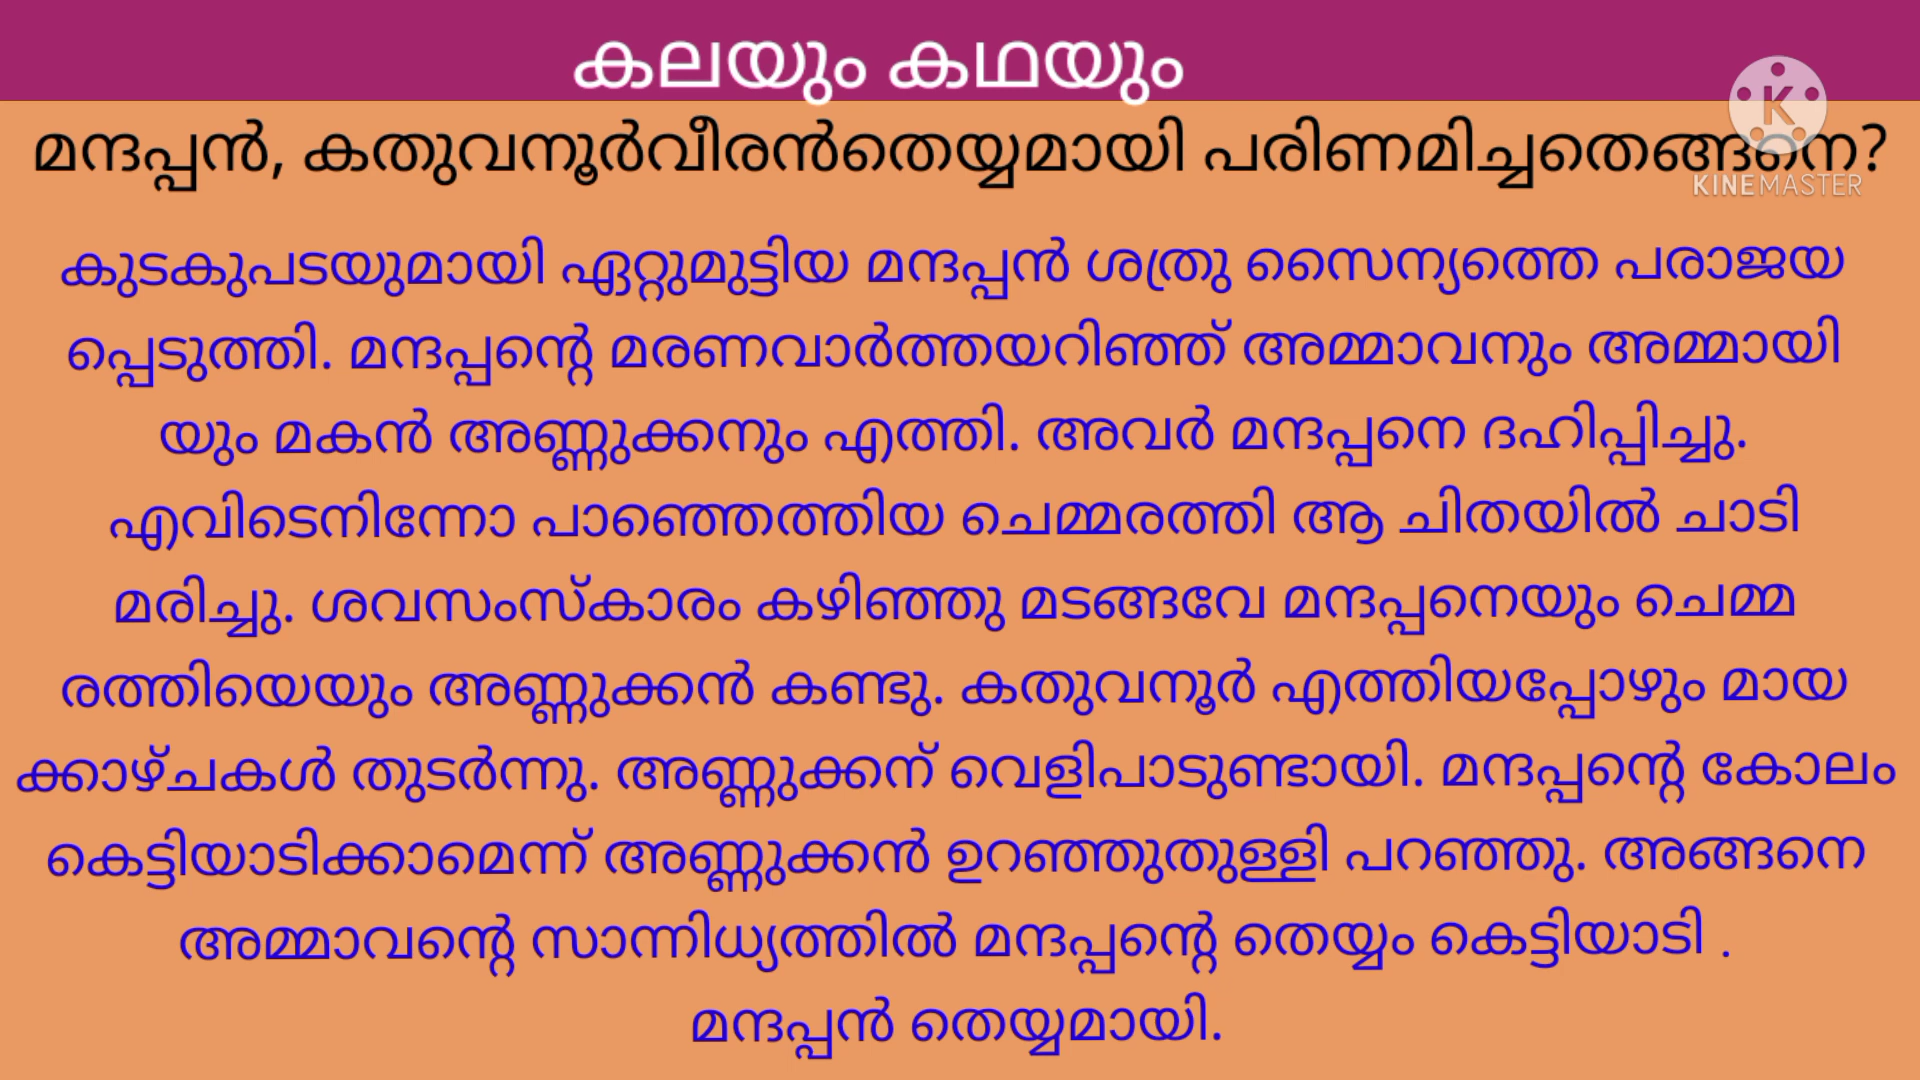 കലയും കഥയും
മന്ദപ്പൻ, കതുവനൂർവീരൻതെയ്യമായി പരിണമിച്ചതെങ്ങനെ?
KINEMASTER
കുടകുപടയുമായി ഏറ്റുമുട്ടിയ മന്ദപ്പൻ ശത്രു സൈന്യത്തെ പരാജയ
പ്പെടുത്തി. മന്ദപ്പന്റെ മരണവാർത്തയറിഞ്ഞ് അമ്മാവനും അമ്മായി
യും മകൻ അണ്ണുക്കനും എത്തി. അവർ മന്ദപ്പനെ ദഹിപ്പിച്ചു.
എവിടെനിന്നോ പാഞ്ഞെത്തിയ ചെമ്മരത്തി ആ ചിതയിൽ ചാടി
മരിച്ചു. ശവസംസ്കാരം കഴിഞ്ഞു മടങ്ങവേ മന്ദപ്പനെയും ചെമ്മ
രത്തിയെയും അണ്ണുക്കൻ കണ്ടു. കതുവനൂർ എത്തിയപ്പോഴും മായ
ക്കാഴ്ചകൾ തുടർന്നു. അണ്ണുക്കന് വെളിപാടുണ്ടായി. മന്ദപ്പന്റെ കോലം
കെട്ടിയാടിക്കാമെന്ന് അണ്ണുക്കൻ ഉറഞ്ഞുതുള്ളി പറഞ്ഞു. അങ്ങനെ
അമ്മാവന്റെ സാന്നിധ്യത്തിൽ മന്ദപ്പന്റെ തെയ്യം കെട്ടിയാടി .
മന്ദപ്പൻ തെയ്യമായി.